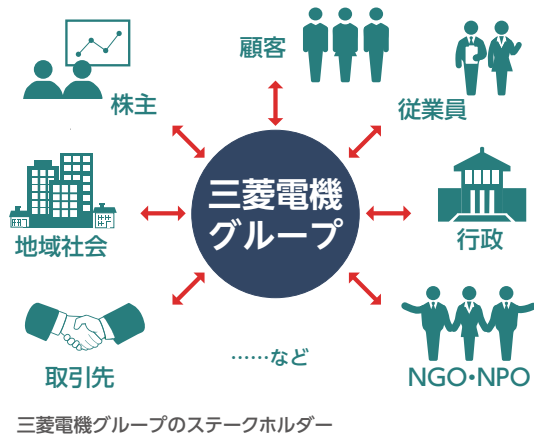 顧客
株主
従業員
三菱電機
グループ
地域社会
行政
取引先
……など
NGO・NPO
三菱電機グループのステークホルダー